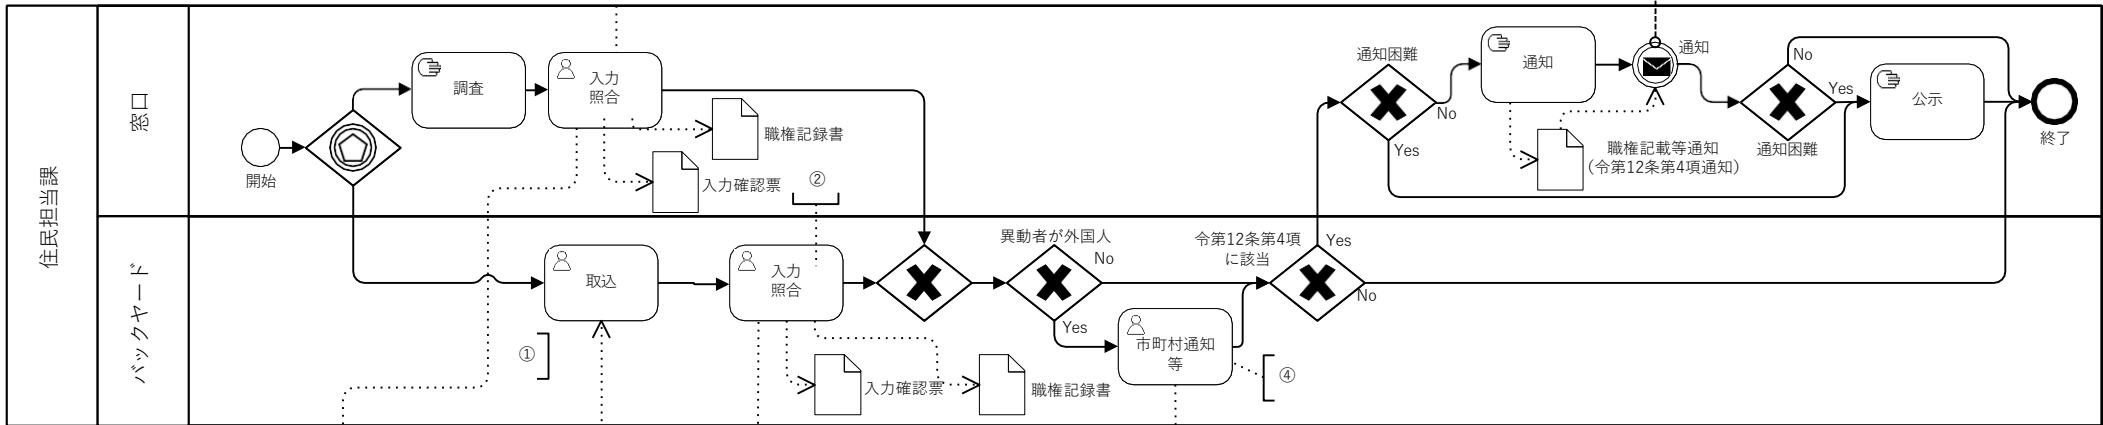 住民担当課
窓口
バックヤード
開始
調査
入力
照合
職権記録書
入力確認票
②
通知困難
No
Yes
通知
通知
職権記載等通知
(令第12条第4項通知)
No
Yes
通知困難
公示
終了
①
取込
入力
照合
入力確認票
職権記録書
異動者が外国人
No
Yes
市町村通知
等
④
令第12条第4項
に該当
Yes
No